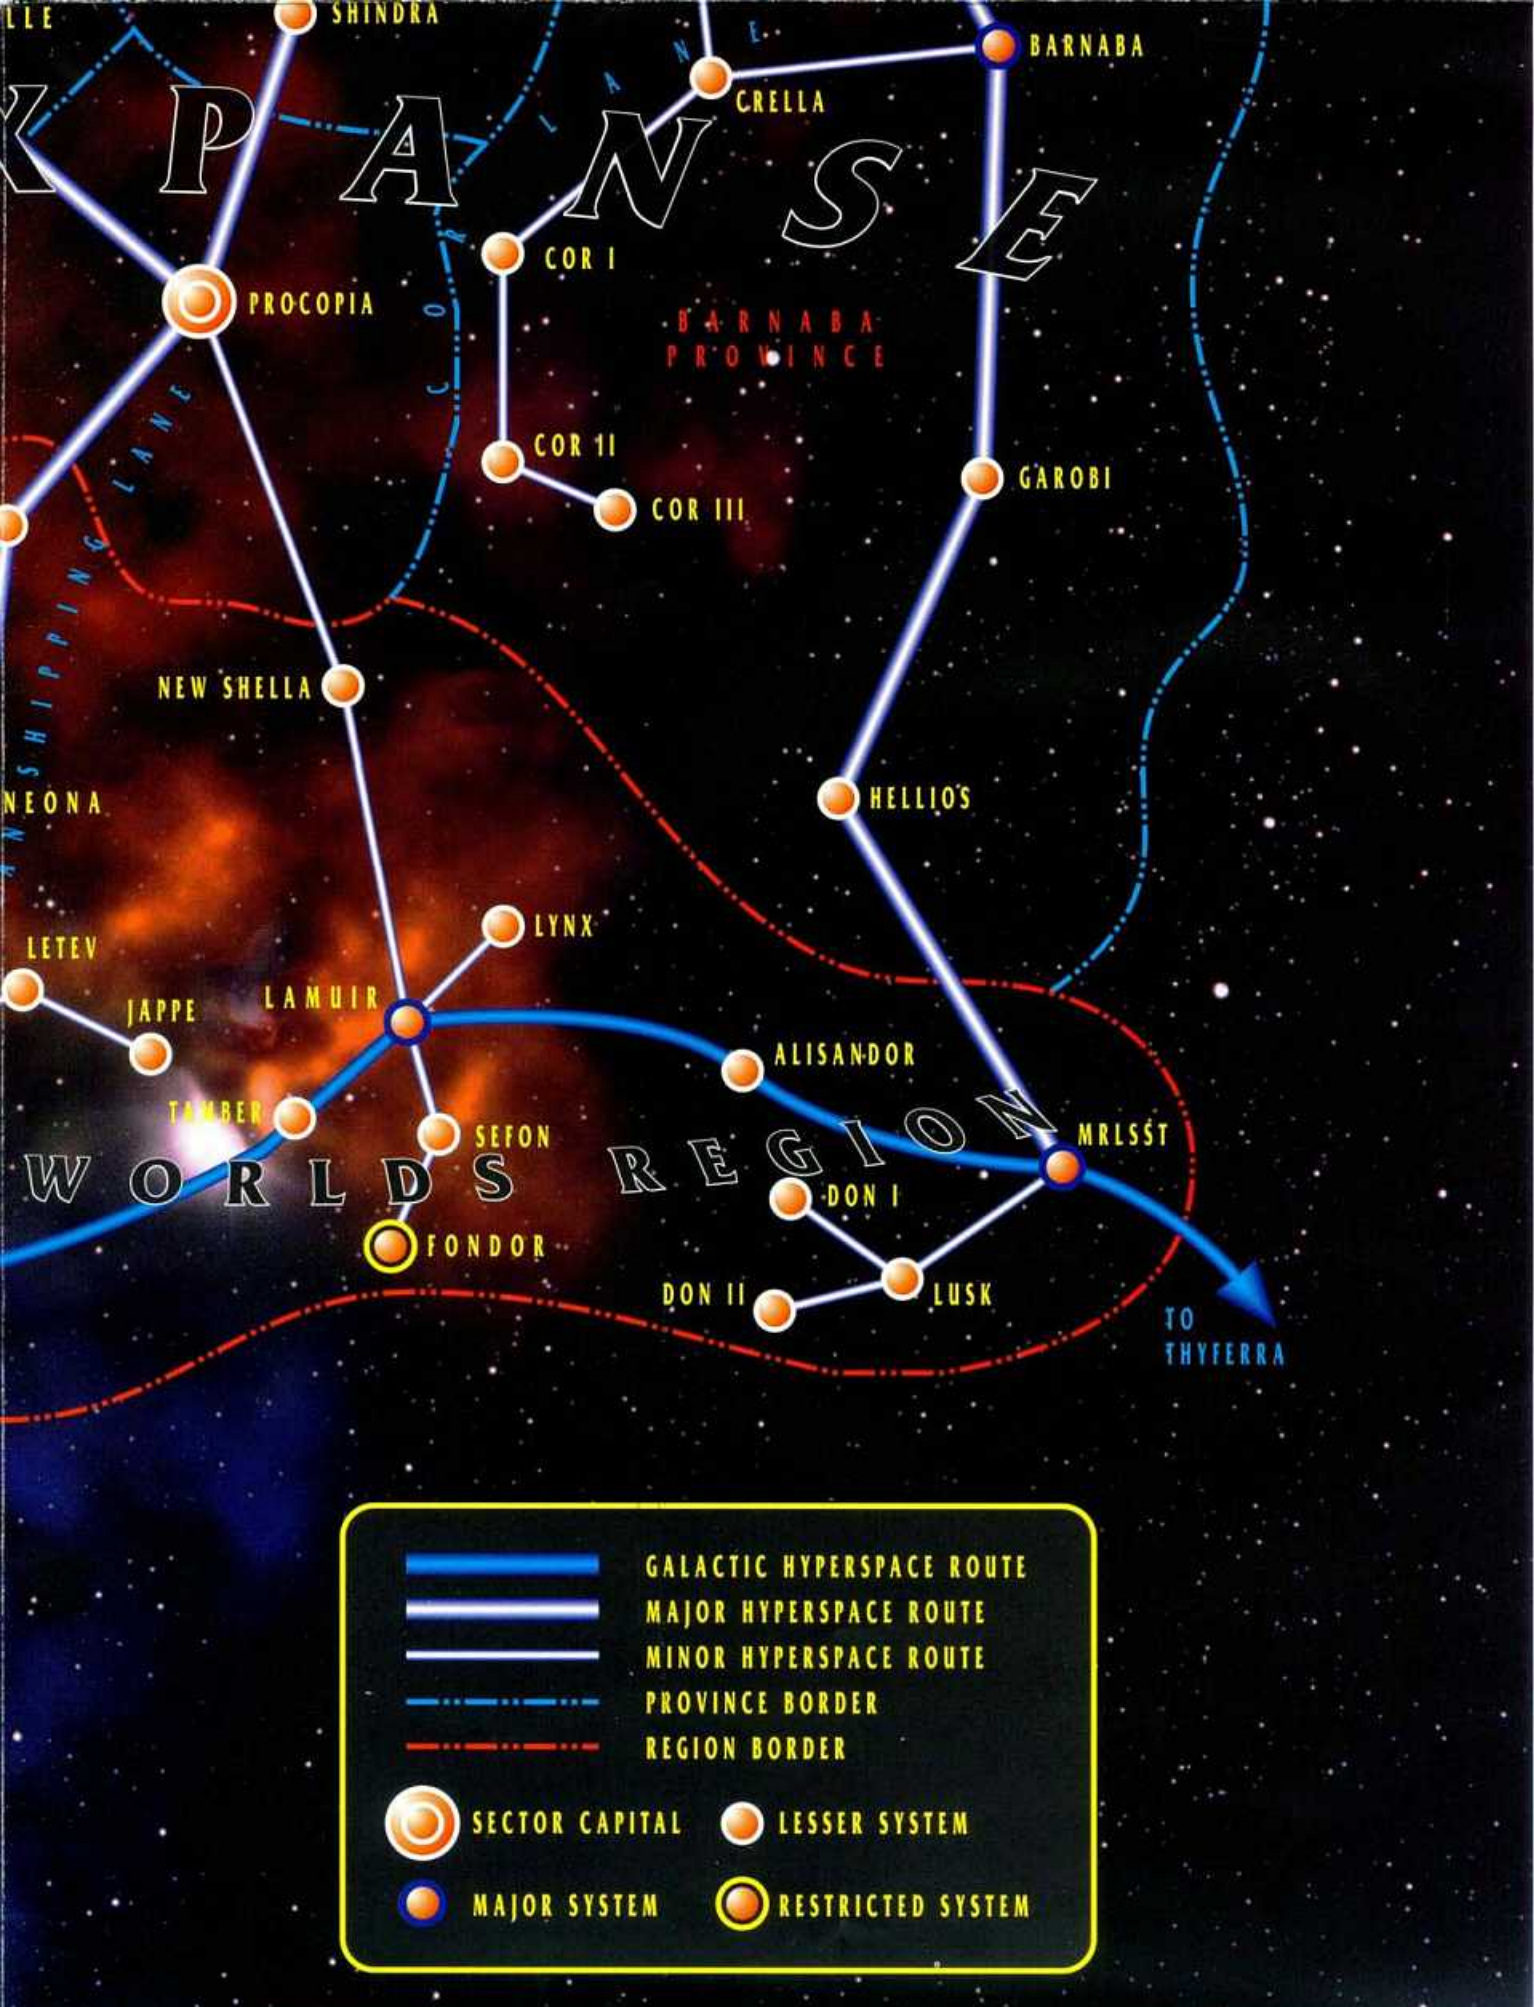 LLE
SHINDRA
BARNABA
CRELLA
LANE
XPANSE
COR I
PROCOPIA
COR
BARNABA
PROVINCE
COR II
COR III
GAROBI
LANE
ANSHIPPING
NEW SHELLA
NEONA
HELLIOS
LYNX
LETEV
LAMUIR
JAPPE
ALISANDOR
TAMBER
SEFON
MRLSST
WORLDS REGION
DON I
FONDOR
DON II
LUSK
TO
THYFERRA
GALACTIC HYPERSPACE ROUTE
MAJOR HYPERSPACE ROUTE
MINOR HYPERSPACE ROUTE
PROVINCE BORDER
REGION BORDER
SECTOR CAPITAL
LESSER SYSTEM
MAJOR SYSTEM
RESTRICTED SYSTEM